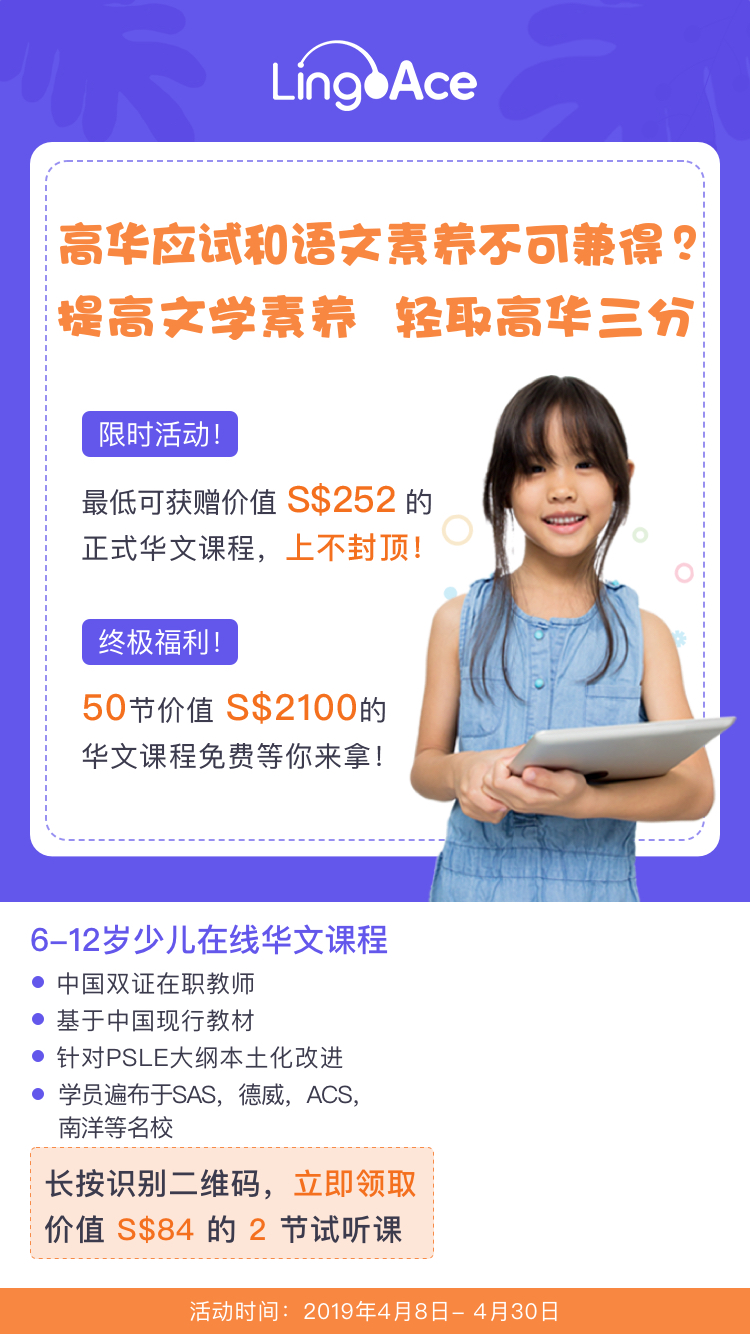 LingoAce
高华应试和语文素养不可兼得？
提高文学素养 轻取高华三分
限时活动！
最低可获赠价值 S$252 的
正式华文课程，上不封顶！
终极福利！
50节价值 S$2100的
华文课程免费等你来拿！
6-12岁少儿在线华文课程
中国双证在职教师
基于中国现行教材
针对PSLE大纲本土化改进
学员遍布于SAS，德威，ACS，
南洋等名校
长按识别二维码，立即领取
价值 S$84 的 2 节试听课
活动时间：2019年4月8日- 4月30日